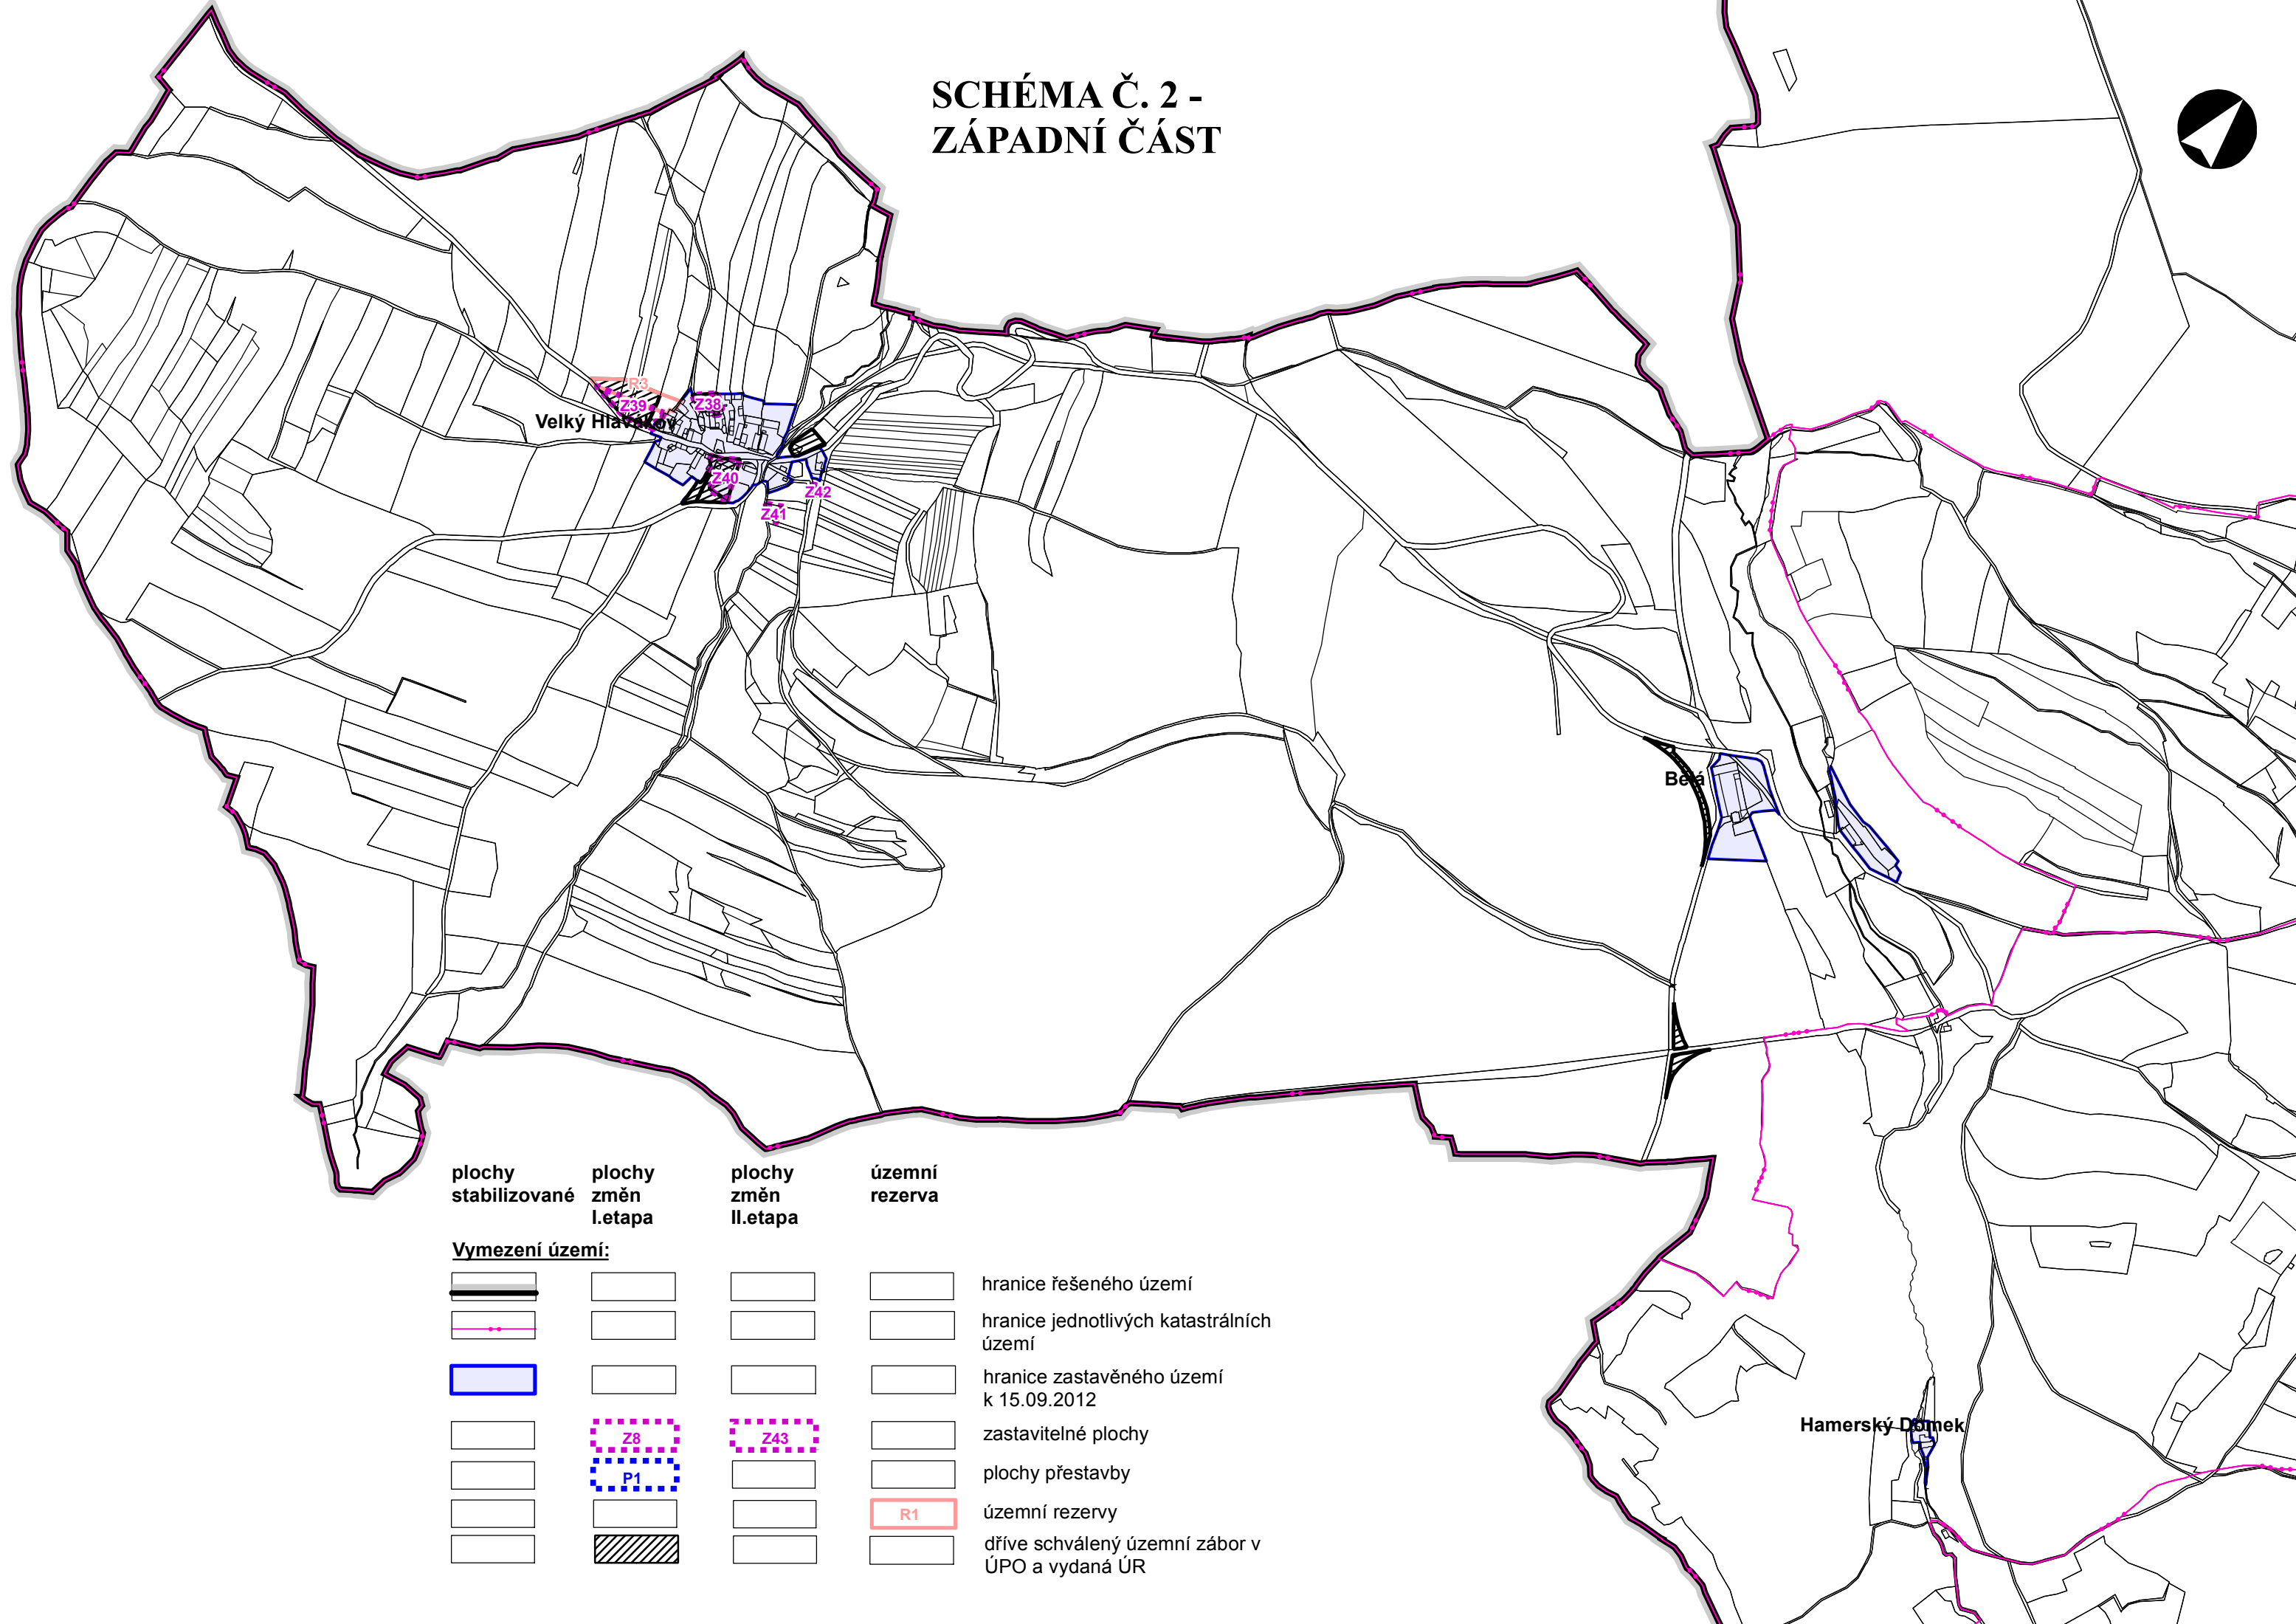 SCHÉMA Č. 2 -
ZÁPADNÍ ČÁST
R3
Z39
Z38
Velký Hlavákov
Z40
Z42
Z41
Bělá
plochy
stabilizované
plochy
změn
I.etapa
plochy
změn
II.etapa
územní
rezerva
Vymezení území:
hranice řešeného území
hranice jednotlivých katastrálních
území
hranice zastavěného území
k 15.09.2012
Z8
Z43
zastavitelné plochy
P1
plochy přestavby
R1
územní rezervy
dříve schválený územní zábor v
ÚPO a vydaná ÚR
Hamerský Domek